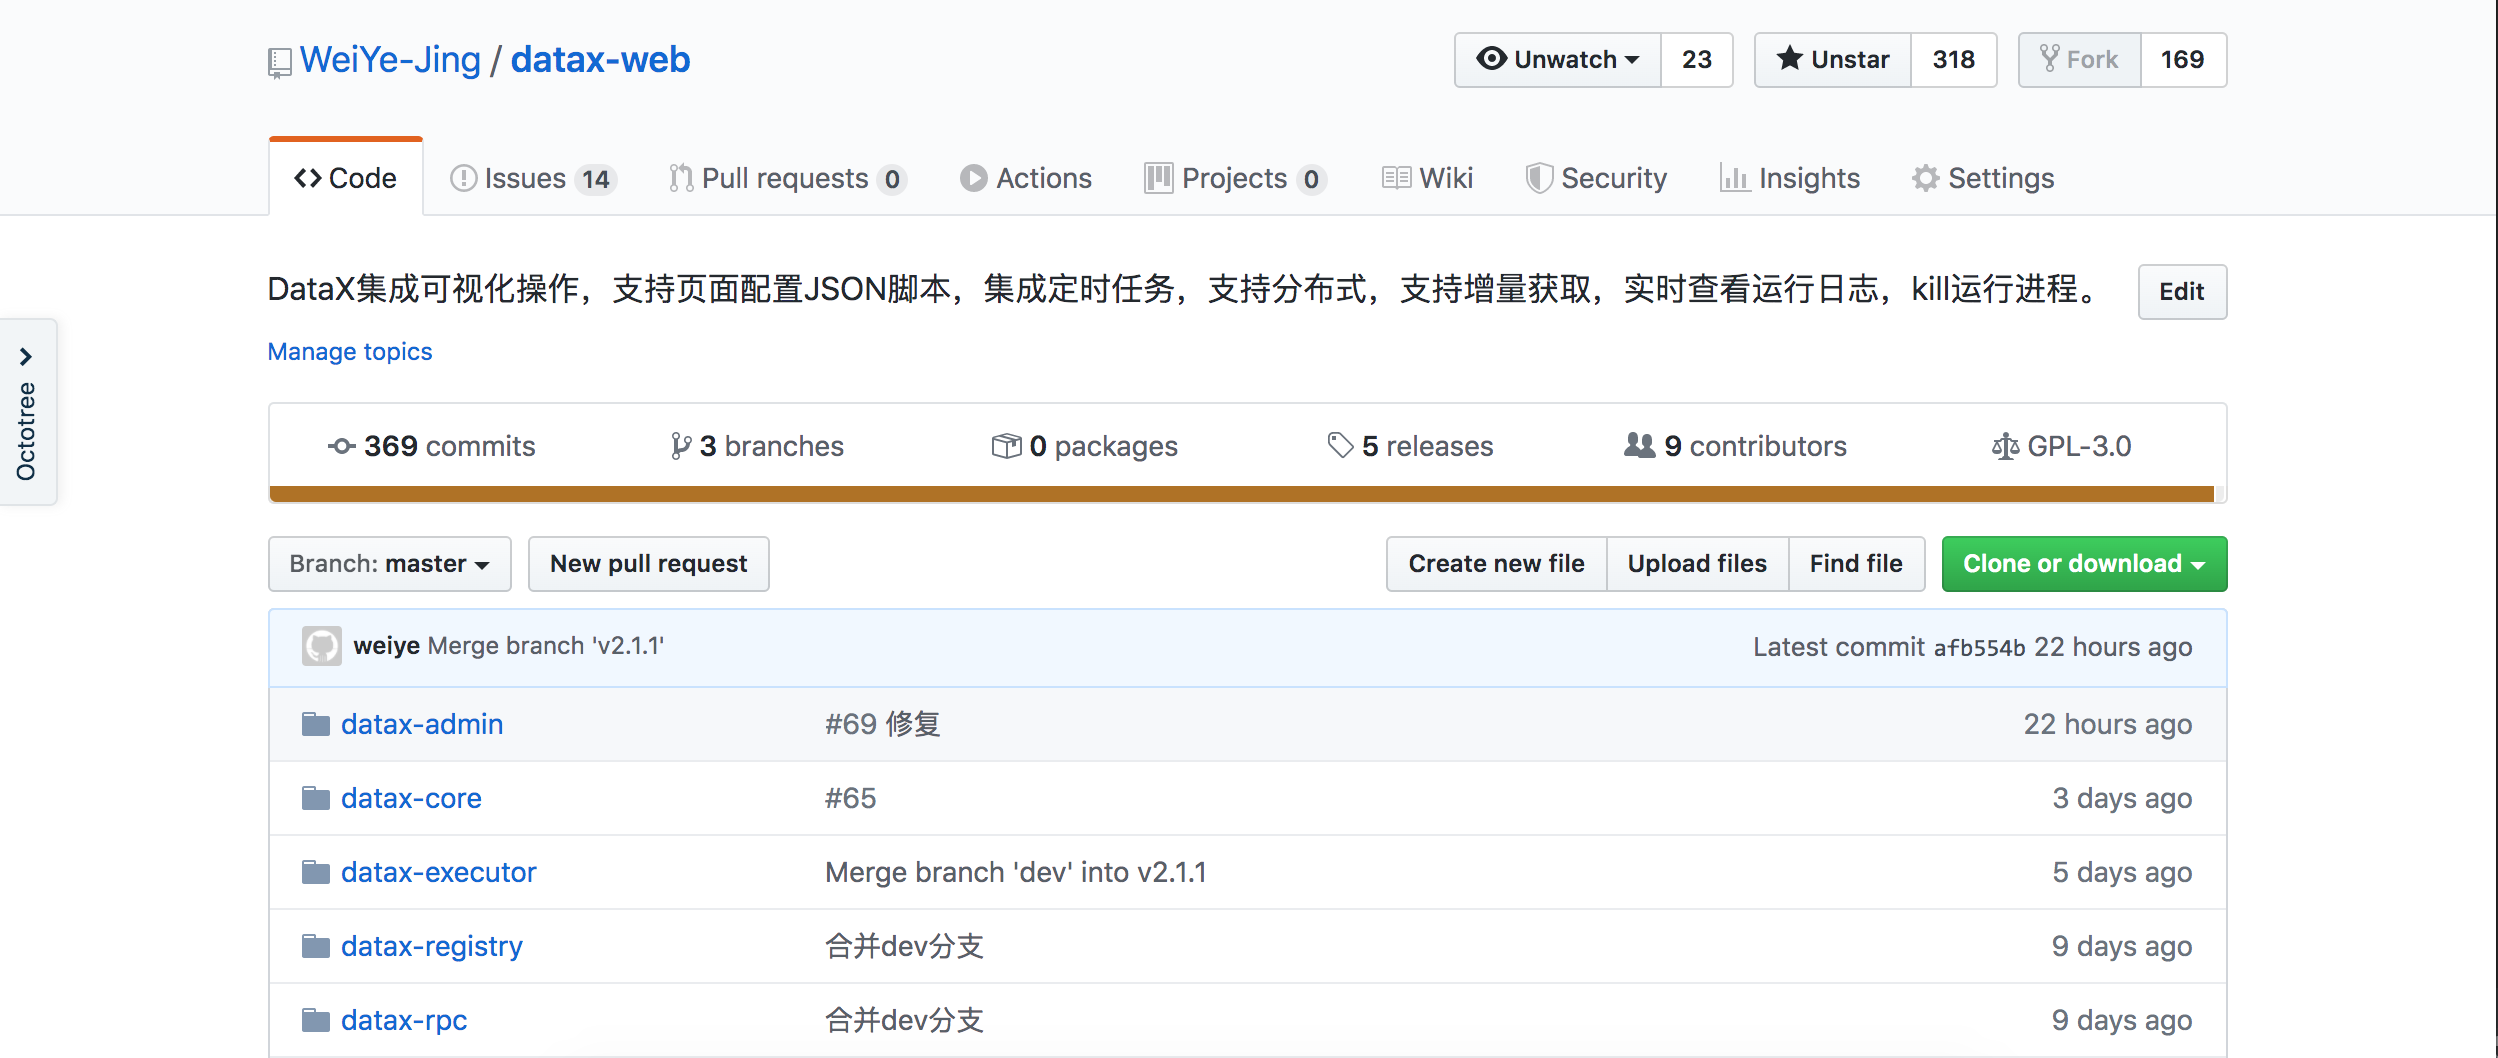 WeiYe-Jing / datax-web Unwatch 23 Unstar 318 Fork 169
Code Issues 14 Pull requests 0 Actions Projects 0 Wiki Security Insights Settings
DataX集成可视化操作，支持页面配置JSON脚本，集成定时任务，支持分布式，支持增量获取，实时查看运行日志，kill运行进程。 Edit
Manage topics
Octotree
369 commits 3 branches 0 packages 5 releases 9 contributors GPL-3.0
Branch: master New pull request Create new file Upload files Find file Clone or download
weiye Merge branch 'v2.1.1' Latest commit afb554b 22 hours ago
datax-admin #69 修复 22 hours ago
datax-core #65 3 days ago
datax-executor Merge branch 'dev' into v2.1.1 5 days ago
datax-registry 合并dev分支 9 days ago
datax-rpc 合并dev分支 9 days ago